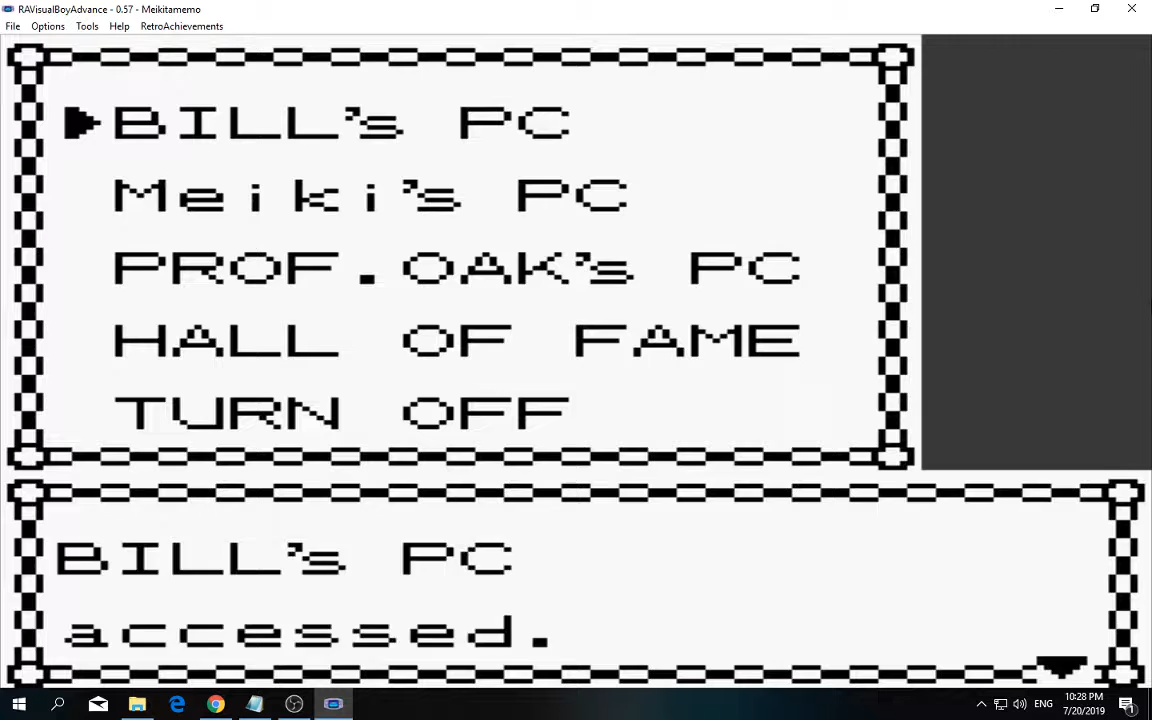 RAVisualBoyAdvance - 0.57 - Meikitamemo
File Options Tools Help RetroAchievements
BILL's PC
Meiki's PC
PROF.OAK's PC
HALL OF FAME
TURN OFF
BILL's PC
accessed.
ENG
10:28 PM
7/20/2019
1